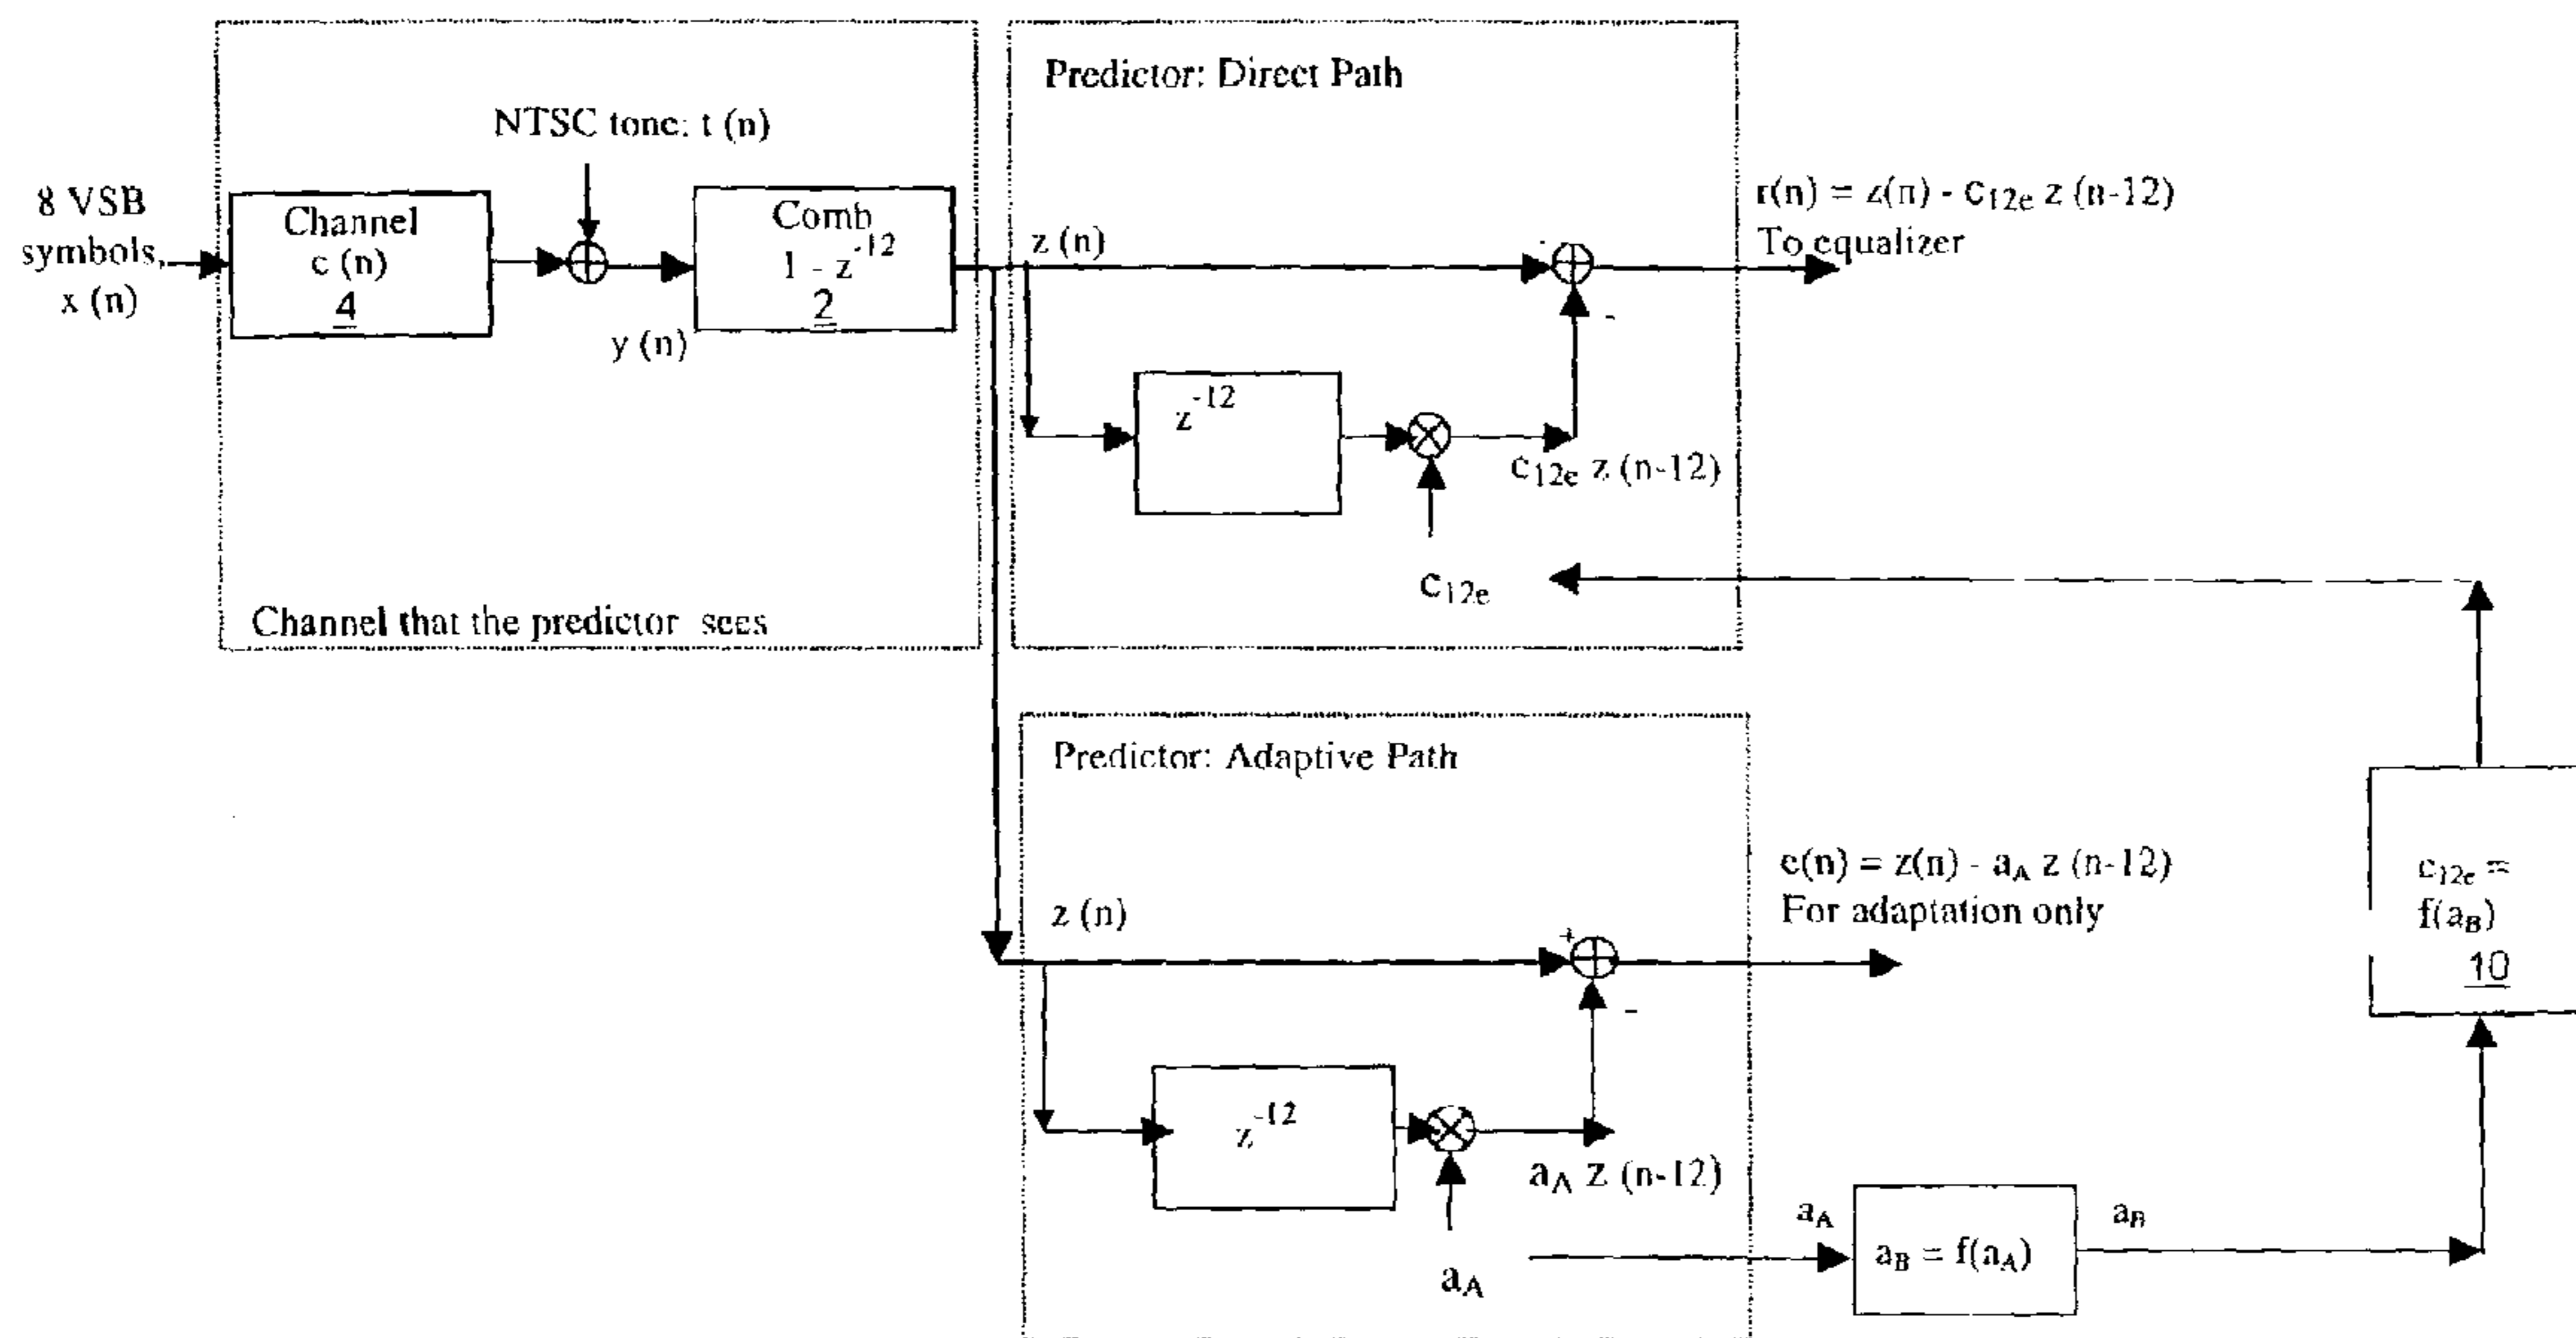 Predictor: Direct Path
NTSC tone: t (n)
8 VSB
symbols,
x (n)
Channel
c (n)
4
y (n)
Comb
1 - z^-12
2
z (n)
r(n) = z(n) - c12e z (n-12)
To equalizer
-
z^-12
c12e z (n-12)
c12e
Channel that the predictor sees
Predictor: Adaptive Path
z (n)
+
-
e(n) = z(n) - aA z (n-12)
For adaptation only
c12e =
f(aB)
10
z^-12
aA z (n-12)
aA
aA
aB = f(aA)
aB